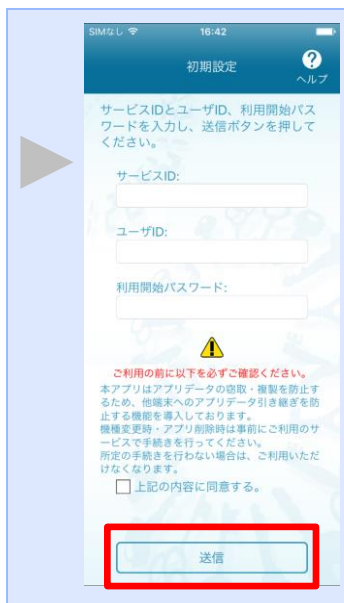 SIMなし 16:42
初期設定
?
ヘルプ
サービスIDとユーザID、利用開始パス
ワードを入力し、送信ボタンを押して
ください。
サービスID:
ユーザID:
利用開始パスワード:
ご利用の前に以下を必ずご確認ください。
本アプリはアプリデータの窃取・複製を防止す
るため、他端末へのアプリデータ引き継ぎを防
止する機能を導入しております。
機種変更時・アプリ削除時は事前にご利用のサ
ービスで手続きを行ってください。
所定の手続きを行わない場合は、ご利用いただ
けなくなります。
上記の内容に同意する。
送信